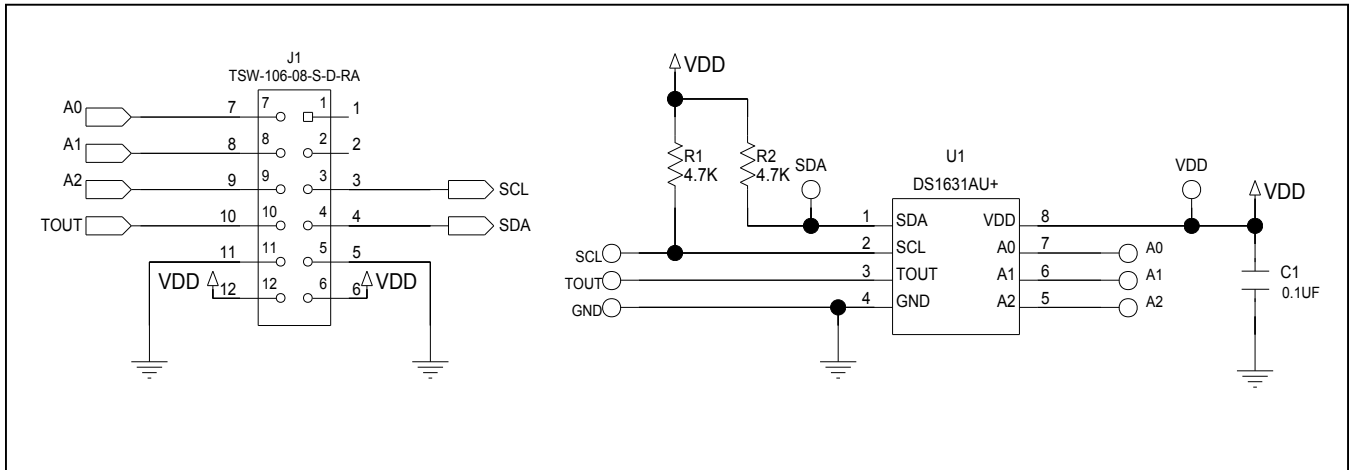 J1
TSW-106-08-S-D-RA
A0 7 7 1 1
A1 8 8 2 2
A2 9 9 3 3 SCL
TOUT 10 10 4 4 SDA
11 11 5 5
VDD 12 12 6 6 VDD
VDD
R1
4.7K
R2
4.7K
SDA
U1
DS1631AU+
VDD
VDD
1 SDA VDD 8
SCL 2 SCL A0 7 A0
TOUT 3 TOUT A1 6 A1
GND 4 GND A2 5 A2
C1
0.1UF